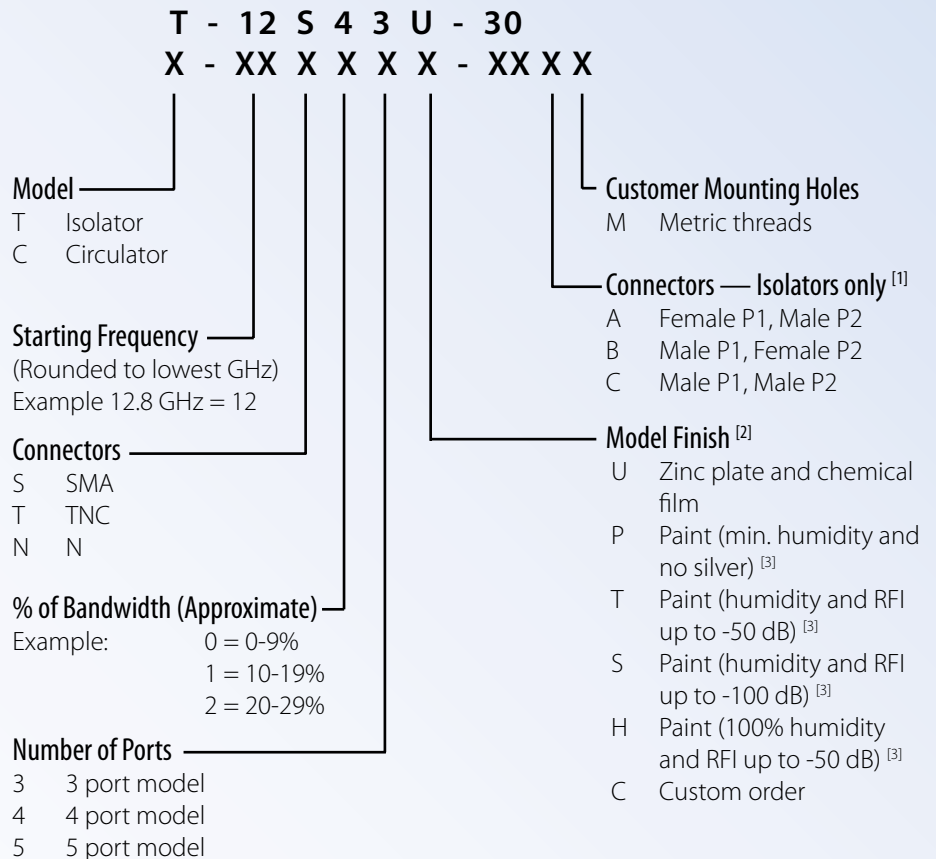 T - 12 S 4 3 U - 30
X - XX X X X X - XX X X
Model
T Isolator
C Circulator
Starting Frequency
(Rounded to lowest GHz)
Example 12.8 GHz = 12
Connectors
S SMA
T TNC
N N
% of Bandwidth (Approximate)
Example: 0 = 0-9%
1 = 10-19%
2 = 20-29%
Number of Ports
3 3 port model
4 4 port model
5 5 port model
Customer Mounting Holes
M Metric threads
Connectors — Isolators only [1]
A Female P1, Male P2
B Male P1, Female P2
C Male P1, Male P2
Model Finish [2]
U Zinc plate and chemical
film
P Paint (min. humidity and
no silver) [3]
T Paint (humidity and RFI
up to -50 dB) [3]
S Paint (humidity and RFI
up to -100 dB) [3]
H Paint (100% humidity
and RFI up to -50 dB) [3]
C Custom order